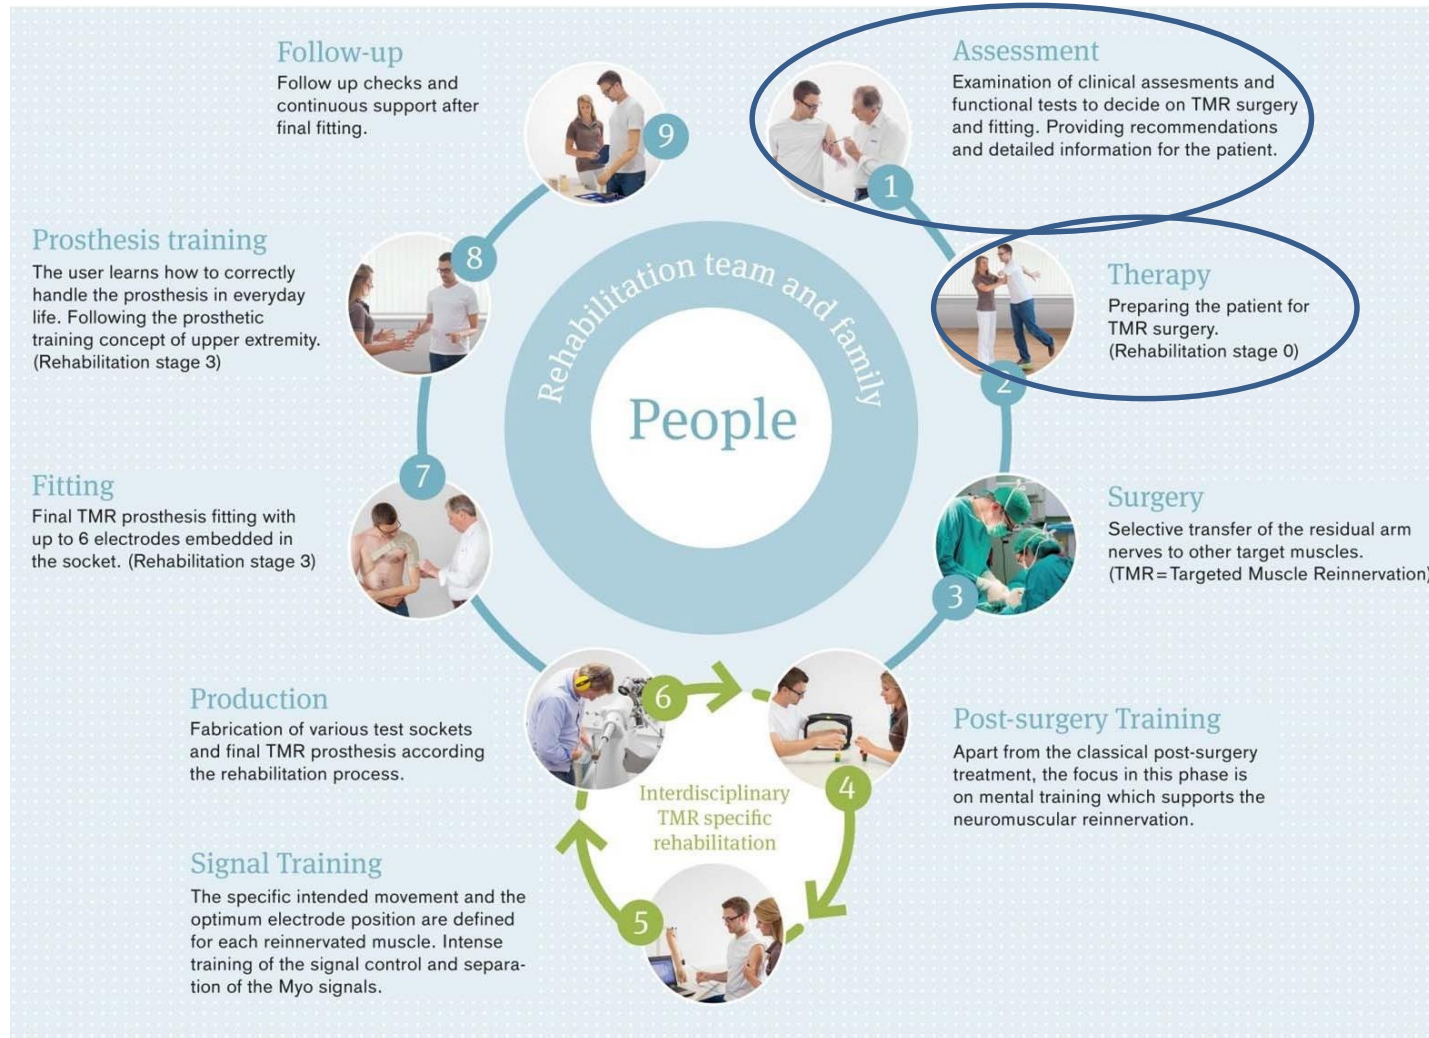 Assessment
Examination of clinical assesments and
functional tests to decide on TMR surgery
and fitting. Providing recommendations
and detailed information for the patient.
1
Therapy
Preparing the patient for
TMR surgery.
(Rehabilitation stage 0)
2
Surgery
Selective transfer of the residual arm
nerves to other target muscles.
(TMR=Targeted Muscle Reinnervation)
3
Post-surgery Training
Apart from the classical post-surgery
treatment, the focus in this phase is
on mental training which supports the
neuromuscular reinnervation.
4
Signal Training
The specific intended movement and the
optimum electrode position are defined
for each reinnervated muscle. Intense
training of the signal control and separa-
tion of the Myo signals.
5
Production
Fabrication of various test sockets
and final TMR prosthesis according
the rehabilitation process.
6
Fitting
Final TMR prosthesis fitting with
up to 6 electrodes embedded in
the socket. (Rehabilitation stage 3)
7
Prosthesis training
The user learns how to correctly
handle the prosthesis in everyday
life. Following the prosthetic
training concept of upper extremity.
(Rehabilitation stage 3)
8
Follow-up
Follow up checks and
continuous support after
final fitting.
9
Rehabilitation team and family
People
Interdisciplinary
TMR specific
rehabilitation